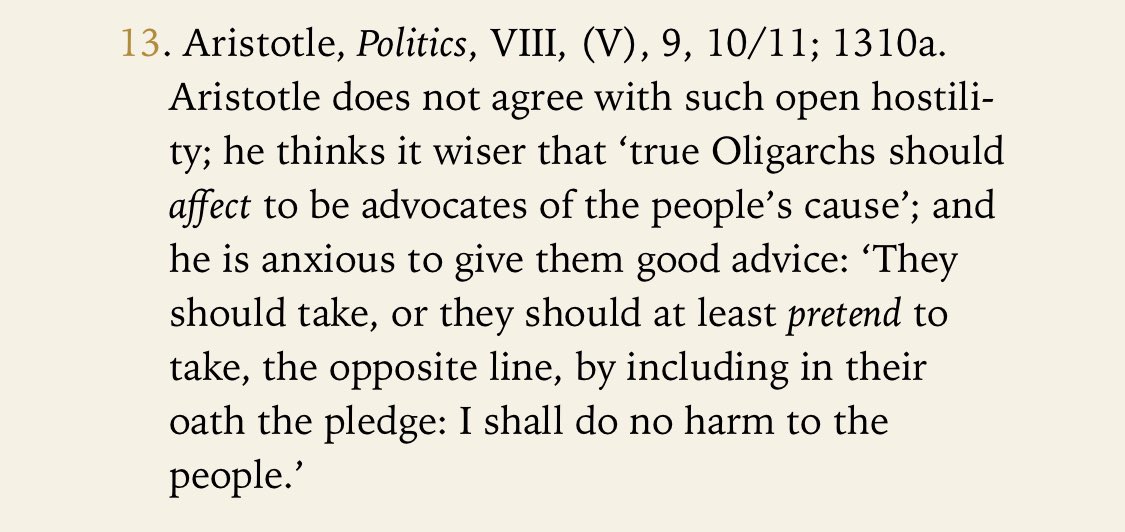 13. Aristotle, Politics, VIII, (V), 9, 10/11; 1310a.
Aristotle does not agree with such open hostili-
ty; he thinks it wiser that ‘true Oligarchs should
affect to be advocates of the people’s cause’; and
he is anxious to give them good advice: ‘They
should take, or they should at least pretend to
take, the opposite line, by including in their
oath the pledge: I shall do no harm to the
people.’